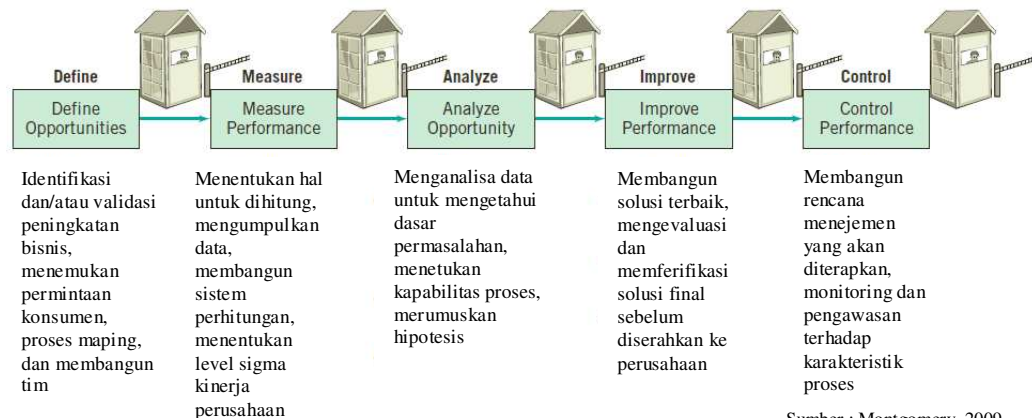 Define
Define
Opportunities
Identifikasi
dan/atau validasi
peningkatan
bisnis,
menemukan
permintaan
konsumen,
proses maping,
dan membangun
tim
Measure
Measure
Performance
Menentukan hal
untuk dihitung,
mengumpulkan
data,
membangun
sistem
perhitungan,
menentukan
level sigma
kinerja
perusahaan
Analyze
Analyze
Opportunity
Menganalisa data
untuk mengetahui
dasar
permasalahan,
menetukan
kapabilitas proses,
merumuskan
hipotesis
Improve
Improve
Performance
Membangun
solusi terbaik,
mengevaluasi
dan
memferifikasi
solusi final
sebelum
diserahkan ke
perusahaan
Control
Control
Performance
Membangun
rencana
menejemen
yang akan
diterapkan,
monitoring dan
pengawasan
terhadap
karakteristik
proses
Sumber : Montgomery, 2009